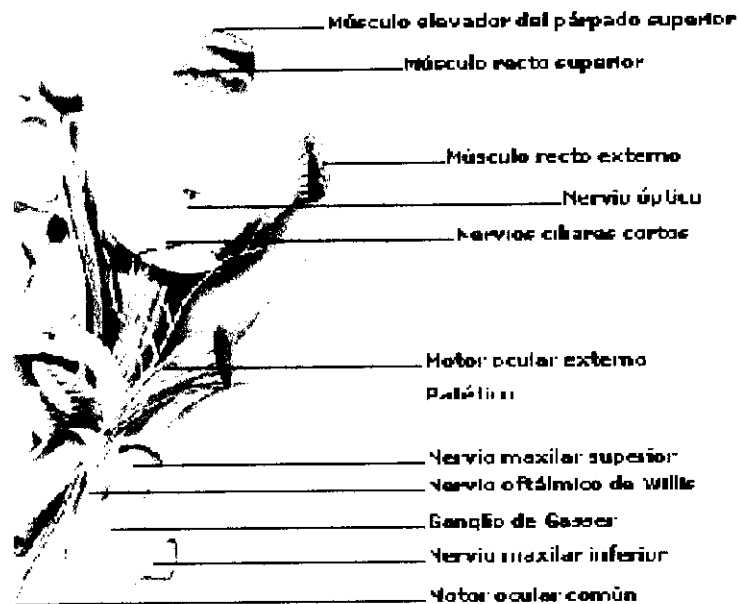 Músculo elevador del párpado superior
Músculo recto superior
Músculo recto externo
Nervio óptico
Nervios ciliares cortos
Motor ocular externo
Patético
Nervio maxilar superior
Nervio oftálmico de Willis
Ganglio de Gasser
Nervio maxilar inferior
Motor ocular común